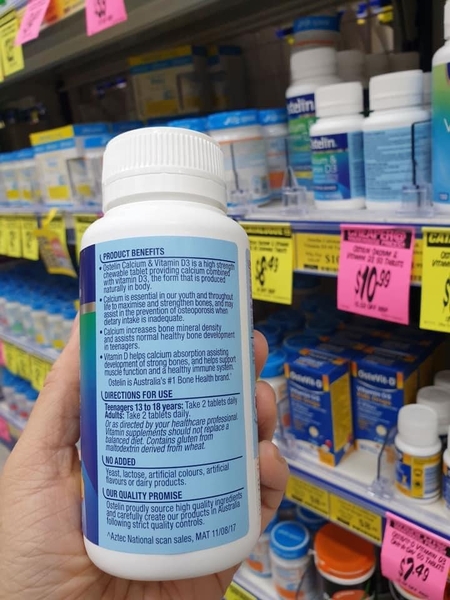 PRODUCT BENEFITS
• Ostelin Calcium & Vitamin D3 is a high strength
chewable tablet providing calcium combined
with vitamin D3, the form that is produced
naturally in body.
• Calcium is essential in our youth and throughout
life to maximise and strengthen bones, and may
assist in the prevention of osteoporosis when
dietary intake is inadequate.
• Calcium increases bone mineral density
and assists normal healthy bone development
in teenagers.
• Vitamin D helps calcium absorption assisting
development of strong bones, and helps support
muscle function and a healthy immune system.
Ostelin is Australia's #1 Bone Health brand.^
DIRECTIONS FOR USE
Teenagers 13 to 18 years: Take 2 tablets daily
Adults: Take 2 tablets daily.
Or as directed by your healthcare professional.
Vitamin supplements should not replace a
balanced diet. Contains gluten from
maltodextrin derived from wheat.
NO ADDED
Yeast, lactose, artificial colours, artificial
flavours or dairy products.
OUR QUALITY PROMISE
Ostelin proudly source high quality ingredients
and carefully create our products in Australia
following strict quality controls.
^Aztec National scan sales, MAT 11/08/17
stelin
elin.
$8.49
$10.99
OsteVit-D
OsteVit-D
$7.49